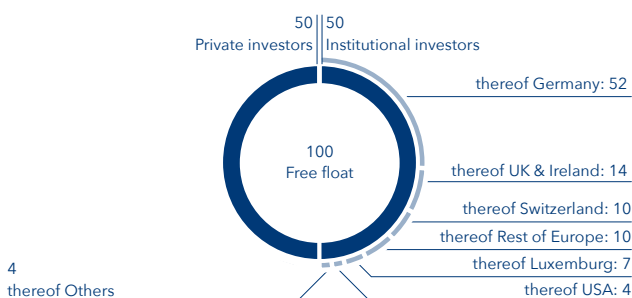 50 50
Private investors Institutional investors
thereof Germany: 52
100
Free float
thereof UK & Ireland: 14
thereof Switzerland: 10
thereof Rest of Europe: 10
thereof Luxemburg: 7
4
thereof Others
thereof USA: 4